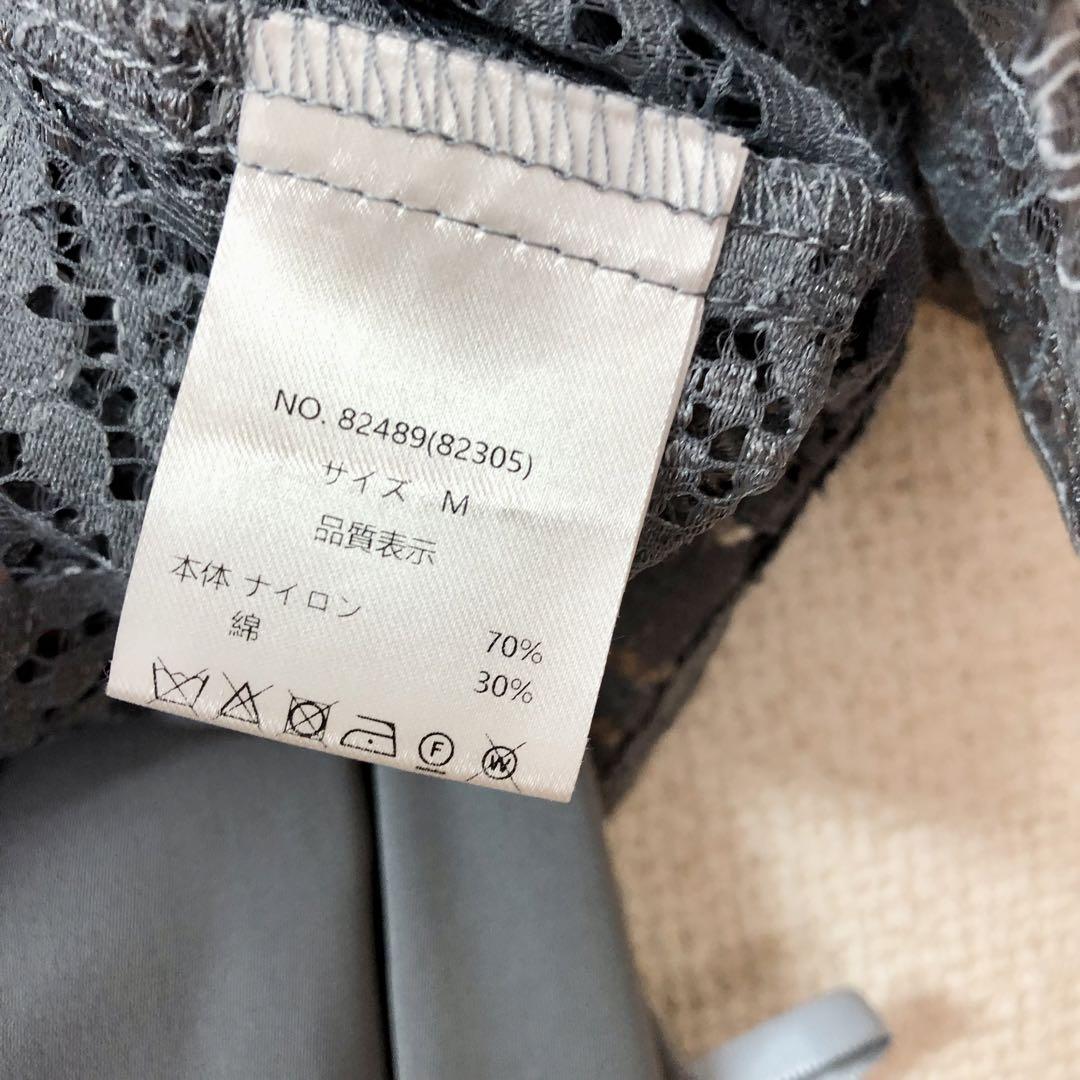 NO. 82489(82305)
サイズ M
品質表示
本体 ナイロン 70%
綿 30%
F W